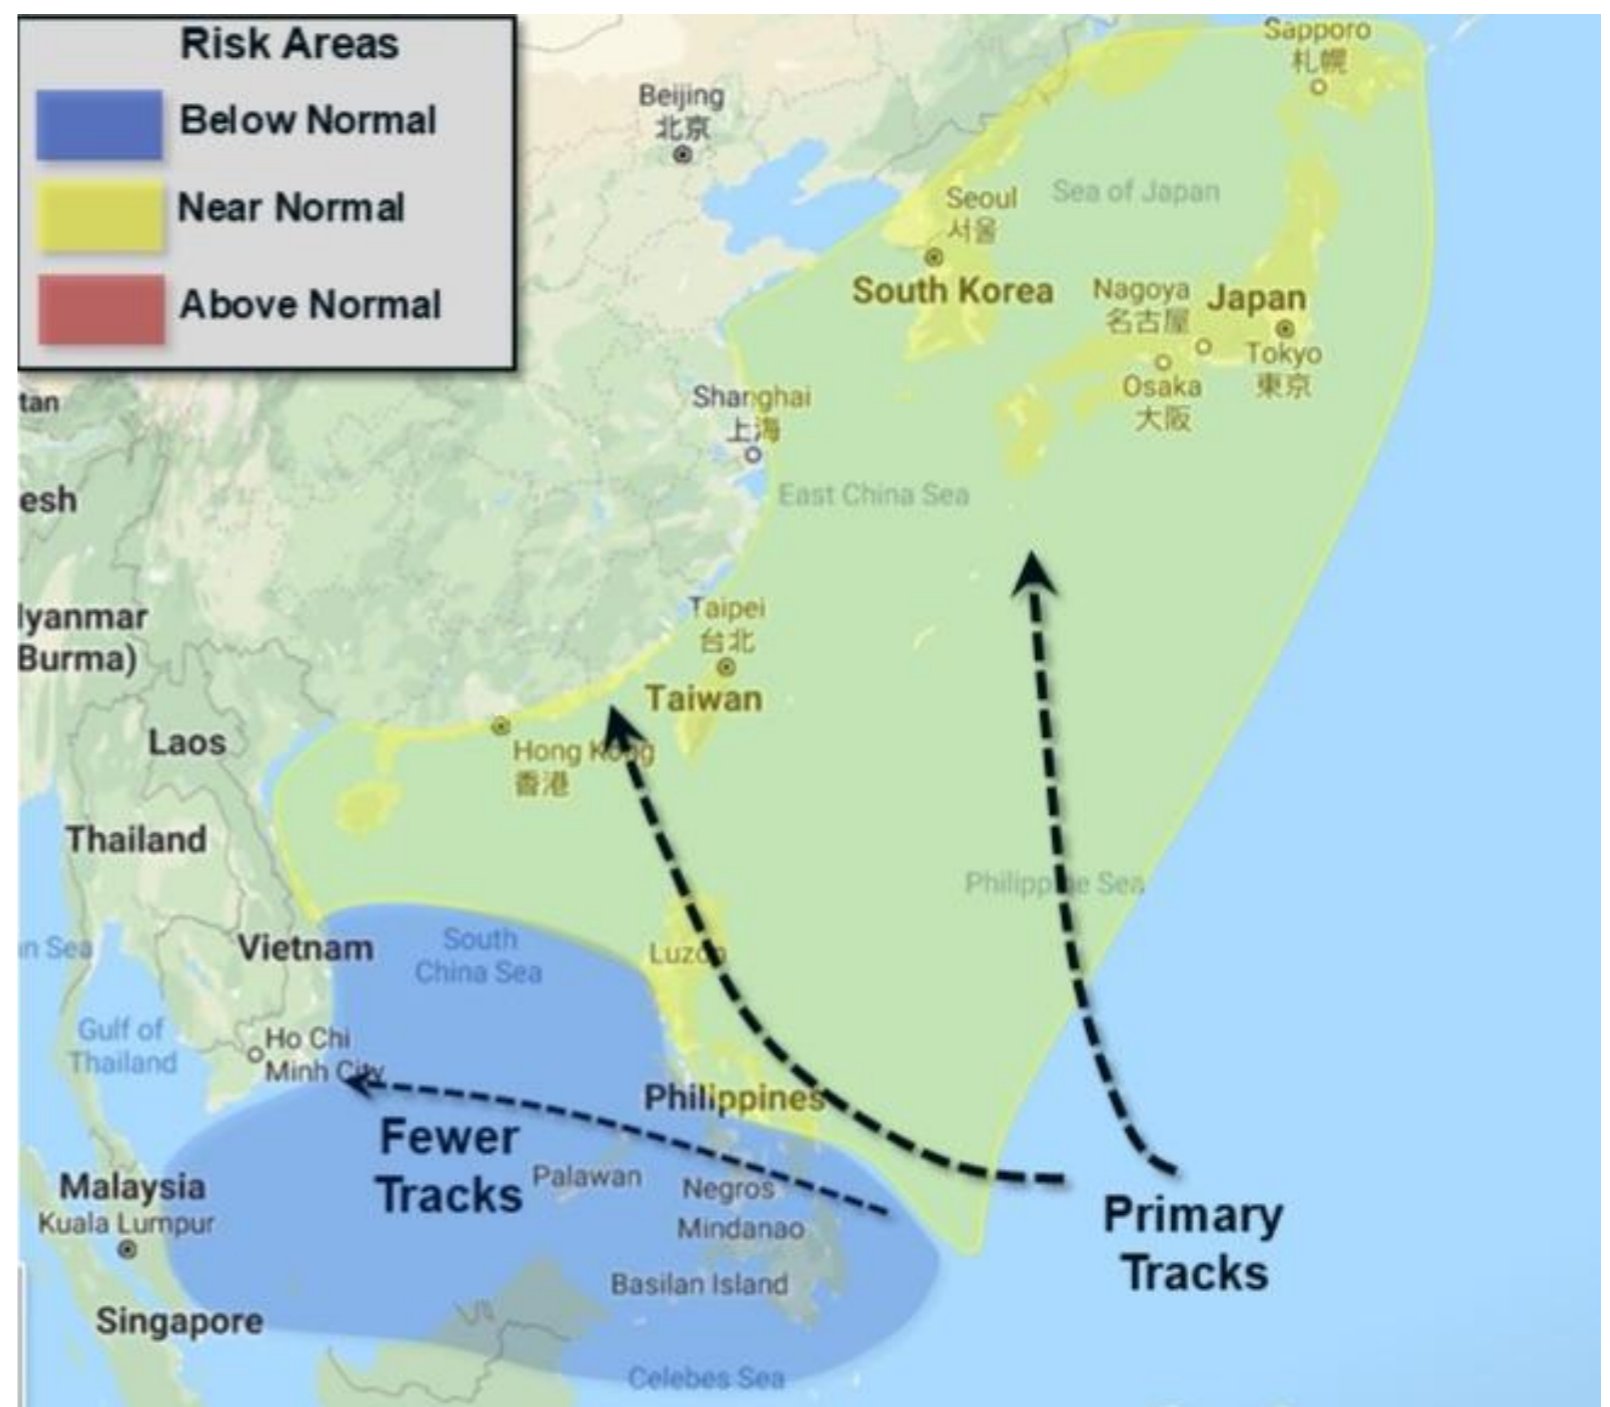 Risk Areas
Below Normal
Near Normal
Above Normal
Sapporo
札幌
Beijing
北京
Seoul
서울
Sea of Japan
South Korea
Nagoya
名古屋
Japan
Tokyo
東京
Osaka
大阪
tan
Shanghai
上海
esh
East China Sea
Taipei
台北
Taiwan
lyanmar
Burma)
Laos
Hong Kong
香港
Thailand
Philippine Sea
n Sea
Vietnam
South
China Sea
Luzon
Gulf of
Thailand
Ho Chi
Minh City
Philippines
Fewer
Tracks
Palawan
Negros
Mindanao
Malaysia
Kuala Lumpur
Primary
Tracks
Basilan Island
Singapore
Celebes Sea